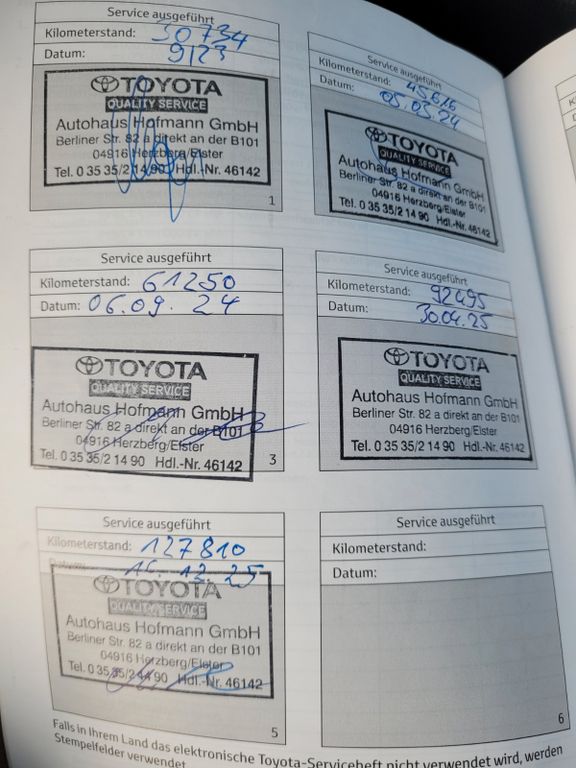 Service ausgeführt
Kilometerstand: 30734
Datum: 9/23
TOYOTA
QUALITY SERVICE
Autohaus Hofmann GmbH
Berliner Str. 82 a direkt an der B101
04916 Herzberg/Elster
Tel. 0 35 35/2 14 90 Hdl.-Nr. 46142
1
Service ausgeführt
Kilometerstand: 45616
Datum: 05.03.24
TOYOTA
QUALITY SERVICE
Autohaus Hofmann GmbH
Berliner Str. 82 a direkt an der B101
04916 Herzberg/Elster
Tel. 0 35 35/2 14 90 Hdl.-Nr. 46142
Service ausgeführt
Kilometerstand: 61250
Datum: 06.09.24
TOYOTA
QUALITY SERVICE
Autohaus Hofmann GmbH
Berliner Str. 82 a direkt an der B101
04916 Herzberg/Elster
Tel. 0 35 35/2 14 90 Hdl.-Nr. 46142
3
Service ausgeführt
Kilometerstand: 92495
Datum: 30.04.25
TOYOTA
QUALITY SERVICE
Autohaus Hofmann GmbH
Berliner Str. 82 a direkt an der B101
04916 Herzberg/Elster
Tel. 0 35 35/2 14 90 Hdl.-Nr. 46142
Service ausgeführt
Kilometerstand: 127810
Datum: 16.12.25
TOYOTA
QUALITY SERVICE
Autohaus Hofmann GmbH
Berliner Str. 82 a direkt an der B101
04916 Herzberg/Elster
Tel. 0 35 35/2 14 90 Hdl.-Nr. 46142
5
Service ausgeführt
Kilometerstand:
Datum:
6
Falls in Ihrem Land das elektronische Toyota-Serviceheft nicht verwendet wird, werden
Stempelfelder verwendet